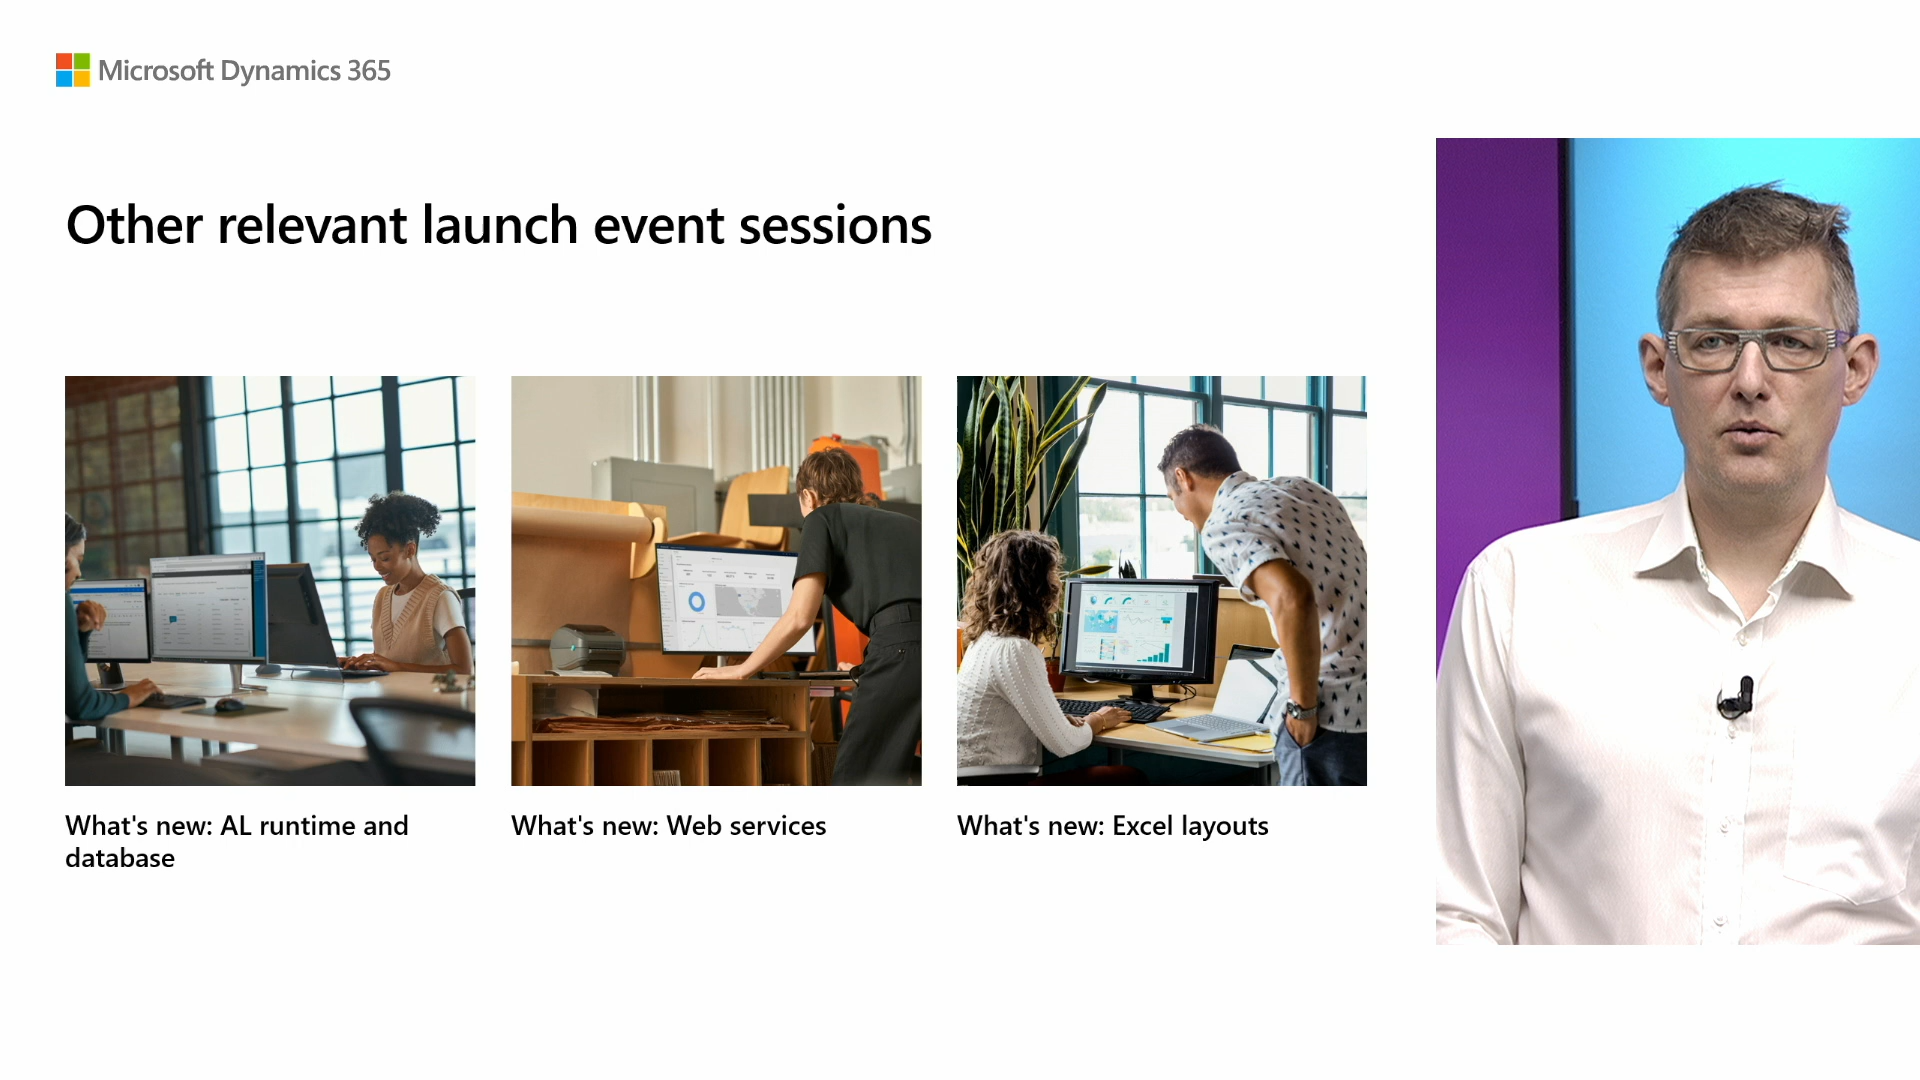 Microsoft Dynamics 365
Other relevant launch event sessions
What's new: AL runtime and
database
What's new: Web services
What's new: Excel layouts